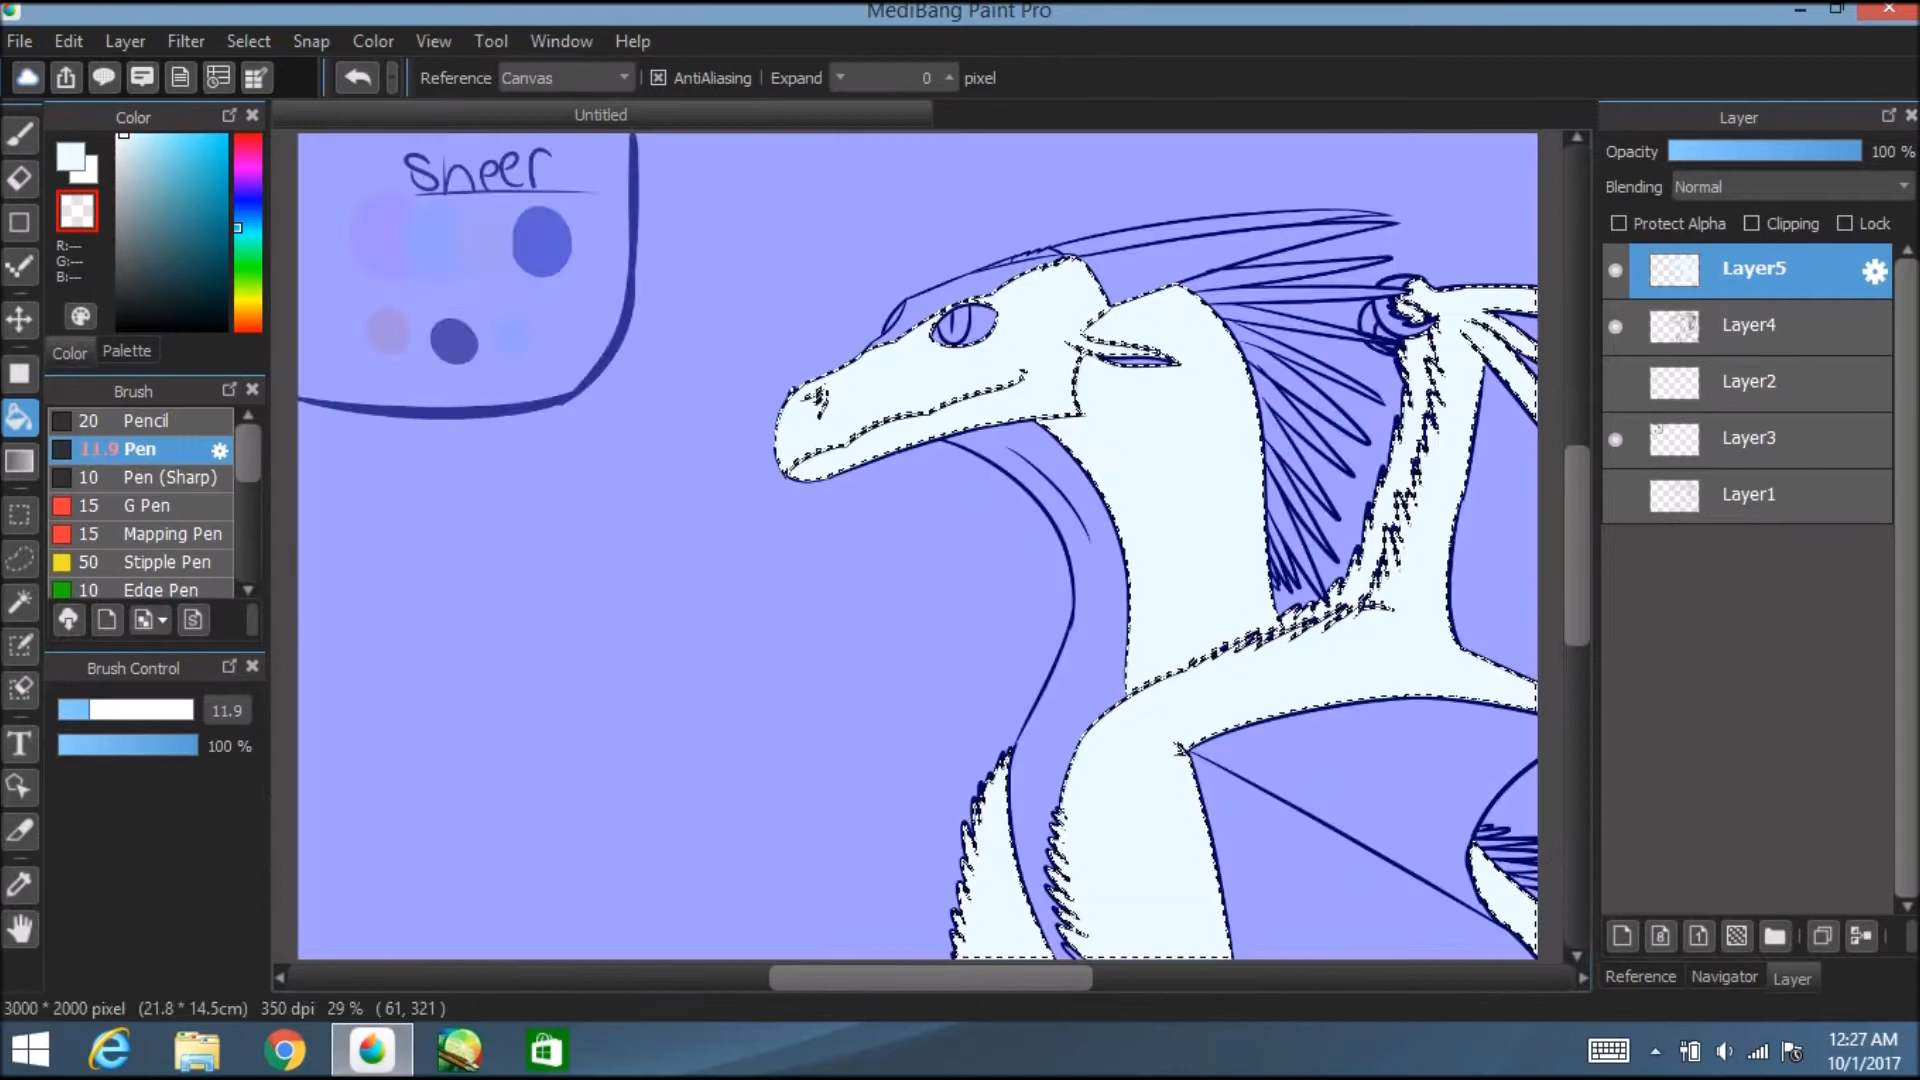 MediBang Paint Pro
File Edit Layer Filter Select Snap Color View Tool Window Help
Reference Canvas AntiAliasing Expand 0 pixel
Color
Untitled
Layer
Sheer
Opacity 100 %
Blending Normal
Protect Alpha Clipping Lock
R:---
G:---
B:---
Layer5
Layer4
Layer2
Layer3
Layer1
Color Palette
Brush
20 Pencil
11.9 Pen
10 Pen (Sharp)
15 G Pen
15 Mapping Pen
50 Stipple Pen
10 Edge Pen
Brush Control
11.9
100 %
Reference Navigator Layer
3000 * 2000 pixel (21.8 * 14.5cm) 350 dpi 29 % ( 61, 321 )
12:27 AM
10/1/2017